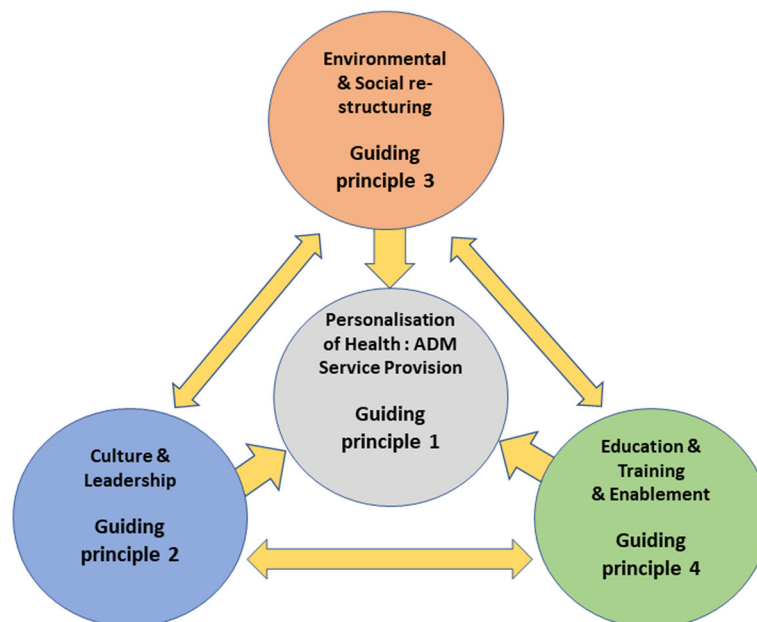 Environmental
& Social re-
structuring
Guiding
principle 3
Personalisation
of Health : ADM
Service Provision
Guiding
principle 1
Culture &
Leadership
Guiding
principle 2
Education &
Training
& Enablement
Guiding
principle 4